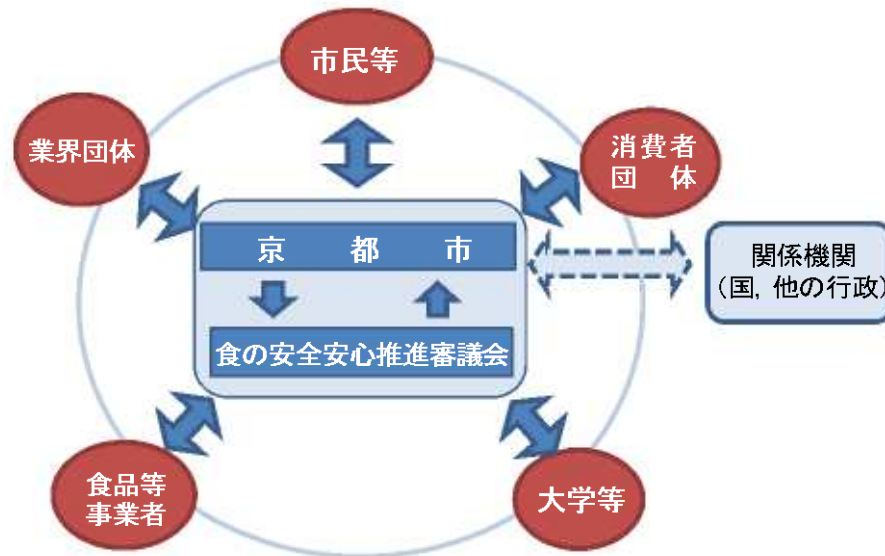 市民等
業界団体
消費者
団　体
京　都　市
関係機関
(国，他の行政)
食の安全安心推進審議会
食品等
事業者
大学等